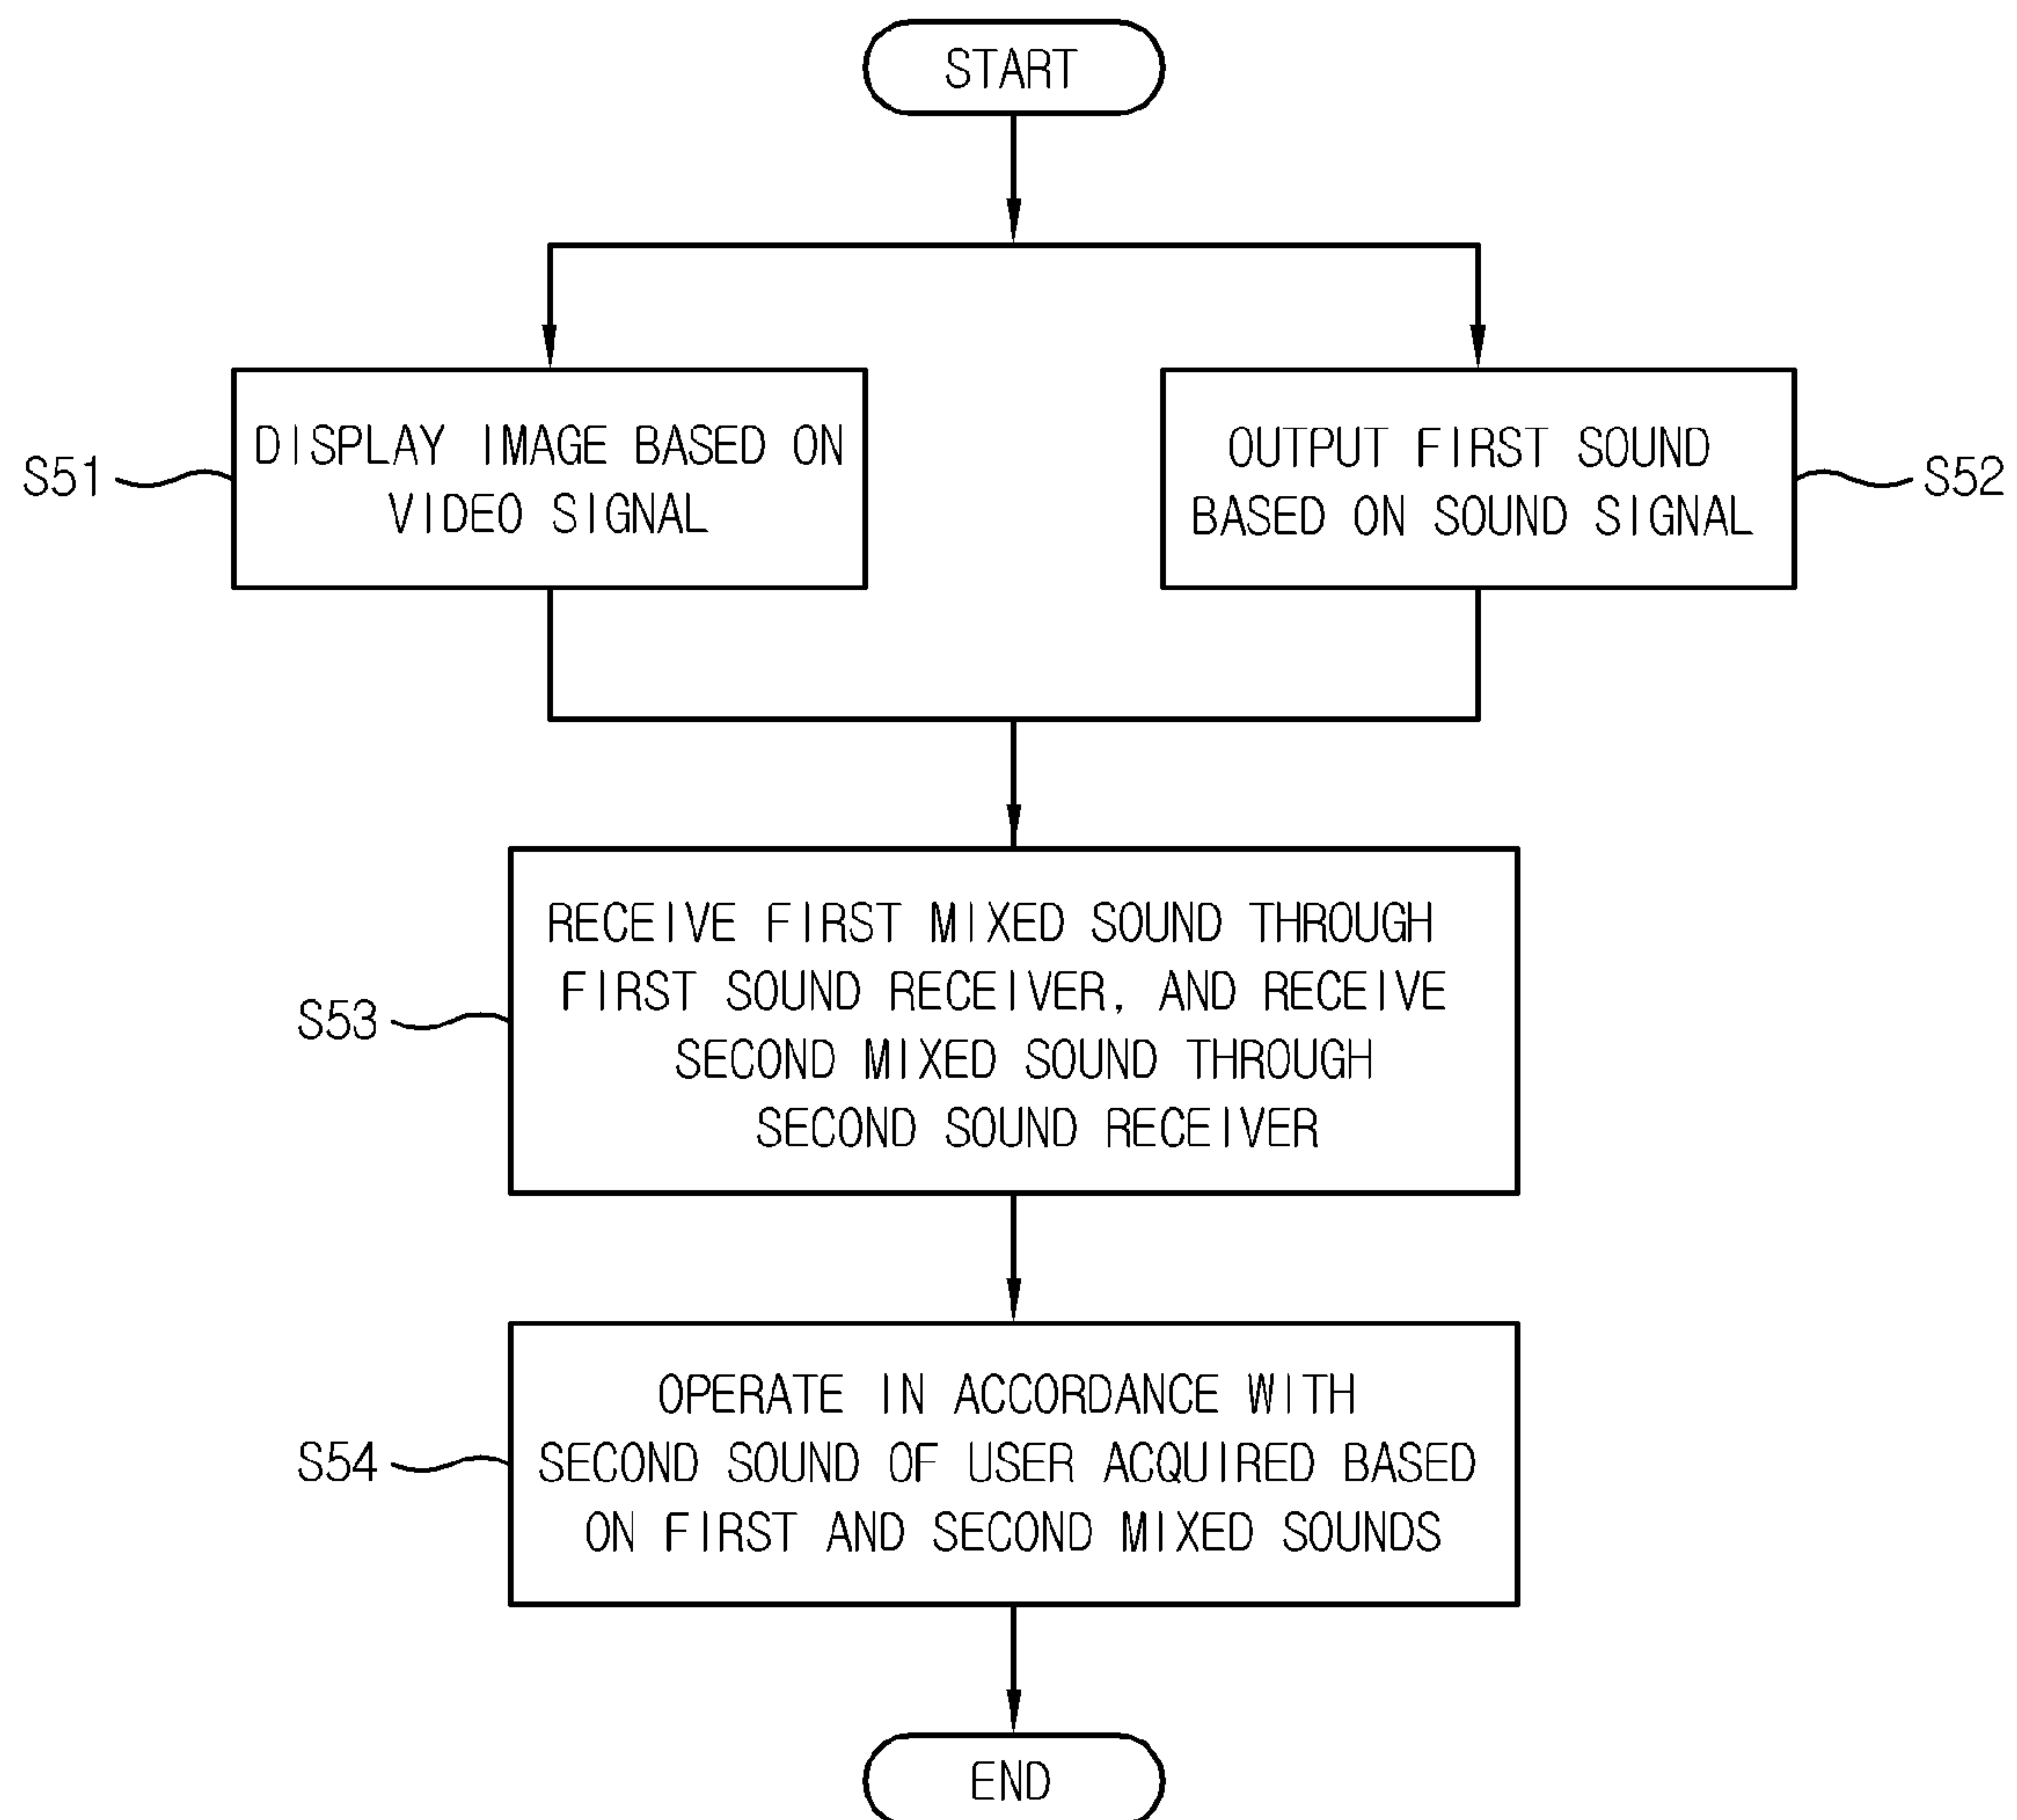 START
DISPLAY IMAGE BASED ON
VIDEO SIGNAL
S51
OUTPUT FIRST SOUND
BASED ON SOUND SIGNAL
S52
RECEIVE FIRST MIXED SOUND THROUGH
FIRST SOUND RECEIVER, AND RECEIVE
SECOND MIXED SOUND THROUGH
SECOND SOUND RECEIVER
S53
OPERATE IN ACCORDANCE WITH
SECOND SOUND OF USER ACQUIRED BASED
ON FIRST AND SECOND MIXED SOUNDS
S54
END